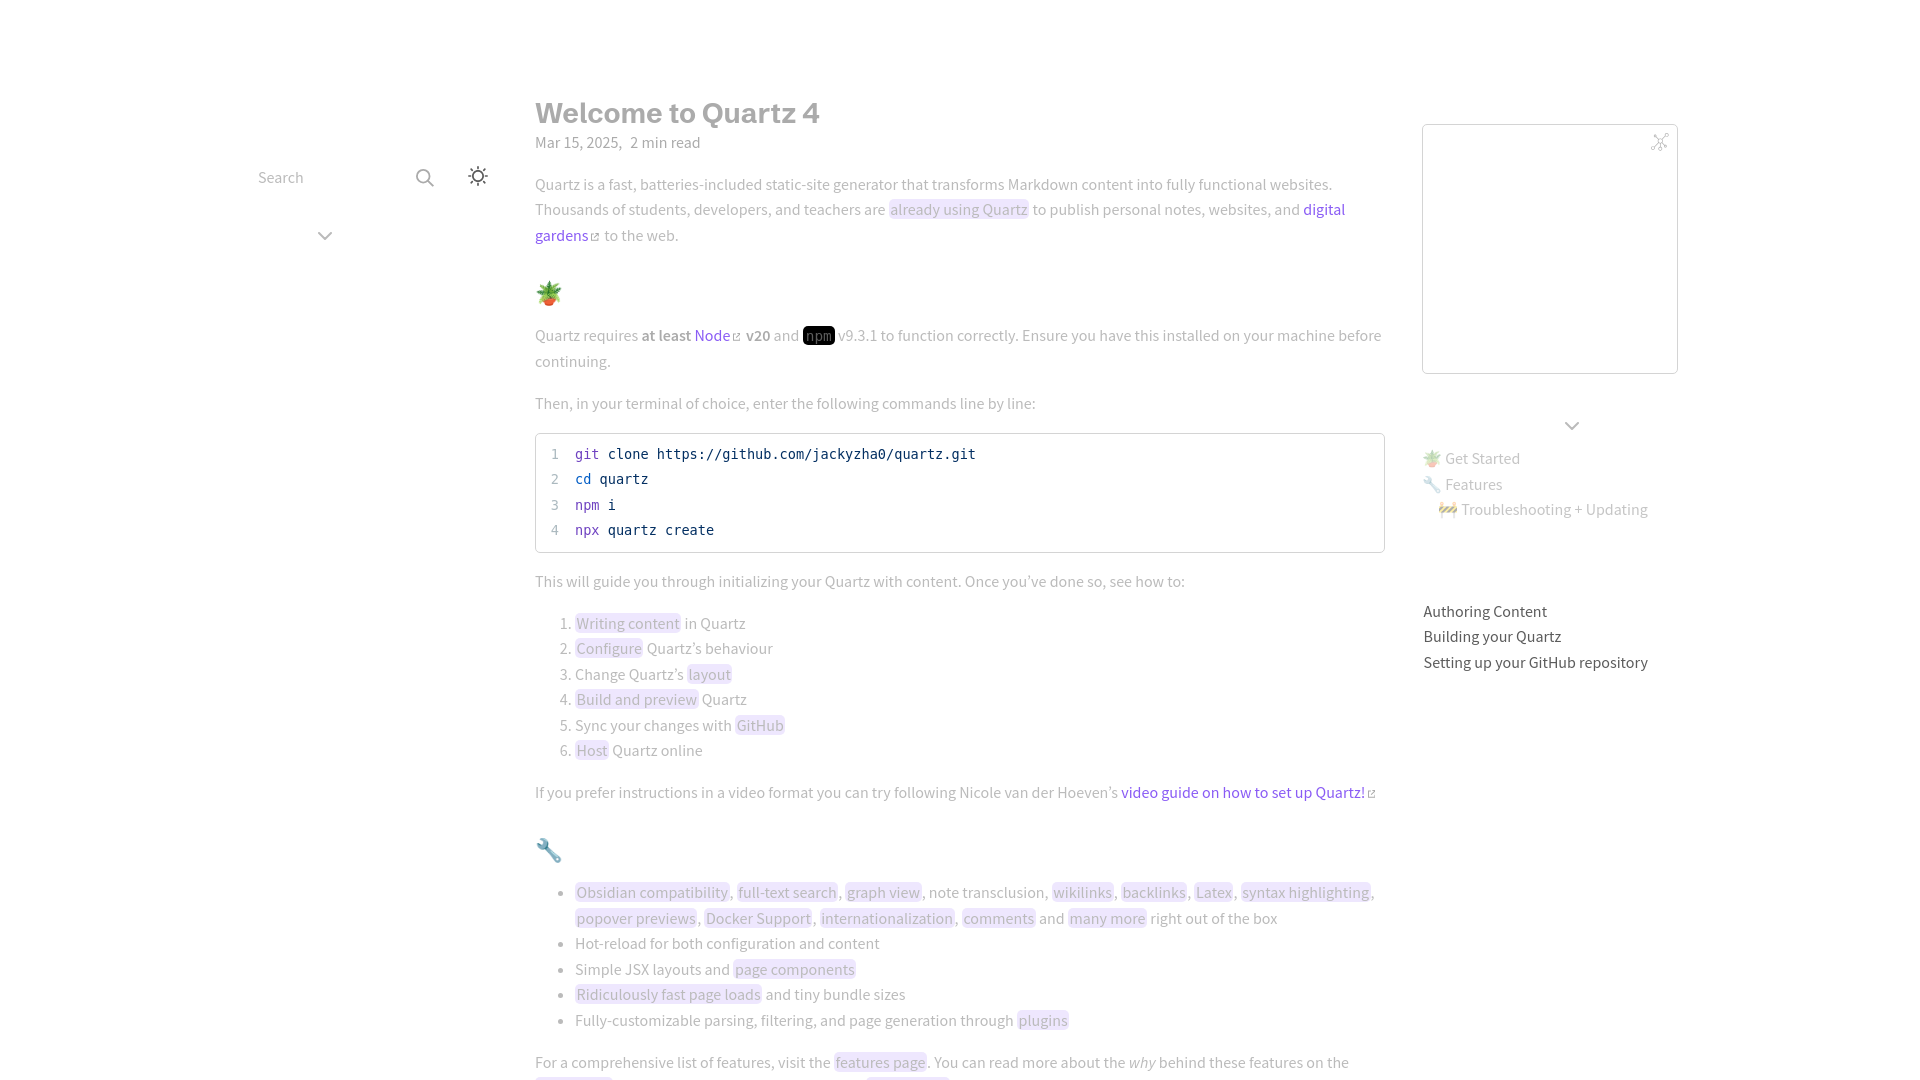 Search
Welcome to Quartz 4
Mar 15, 2025, 2 min read
Quartz is a fast, batteries-included static-site generator that transforms Markdown content into fully functional websites.
Thousands of students, developers, and teachers are already using Quartz to publish personal notes, websites, and digital
gardens to the web.
🪴
Quartz requires at least Node v20 and npm v9.3.1 to function correctly. Ensure you have this installed on your machine before
continuing.
Then, in your terminal of choice, enter the following commands line by line:
1 git clone https://github.com/jackyzha0/quartz.git
2 cd quartz
3 npm i
4 npx quartz create
This will guide you through initializing your Quartz with content. Once you’ve done so, see how to:
1. Writing content in Quartz
2. Configure Quartz’s behaviour
3. Change Quartz’s layout
4. Build and preview Quartz
5. Sync your changes with GitHub
6. Host Quartz online
If you prefer instructions in a video format you can try following Nicole van der Hoeven’s video guide on how to set up Quartz!
🔧
• Obsidian compatibility, full-text search, graph view, note transclusion, wikilinks, backlinks, Latex, syntax highlighting,
popover previews, Docker Support, internationalization, comments and many more right out of the box
• Hot-reload for both configuration and content
• Simple JSX layouts and page components
• Ridiculously fast page loads and tiny bundle sizes
• Fully-customizable parsing, filtering, and page generation through plugins
For a comprehensive list of features, visit the features page. You can read more about the why behind these features on the
🪴 Get Started
🔧 Features
🚧 Troubleshooting + Updating
Authoring Content
Building your Quartz
Setting up your GitHub repository